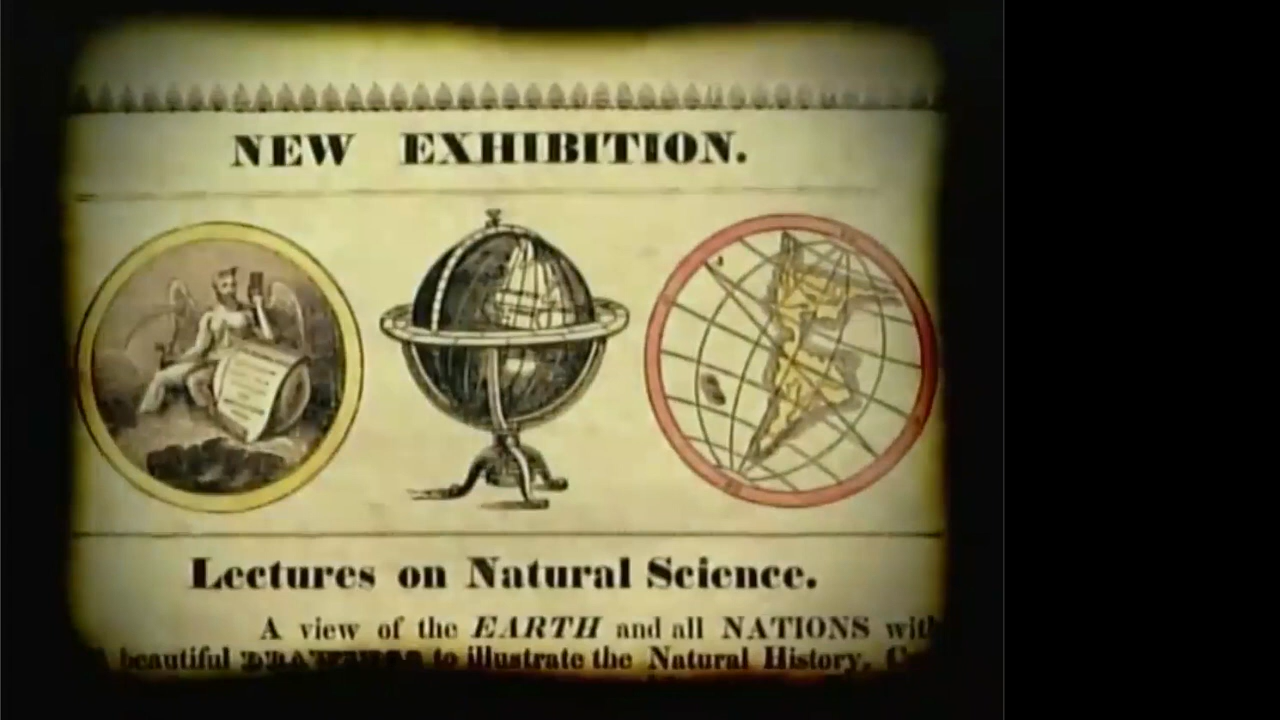 NEW EXHIBITION.
Lectures on Natural Science.
A view of the EARTH and all NATIONS with
beautiful to illustrate the Natural History,